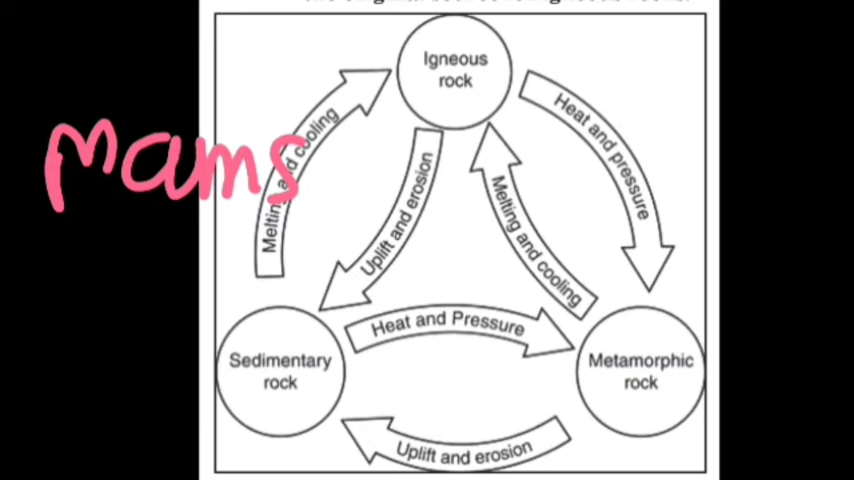 Igneous
rock
Heat and pressure
Melting and cooling
Uplift and erosion
Melting and cooling
mams
Heat and Pressure
Sedimentary
rock
Metamorphic
rock
Uplift and erosion